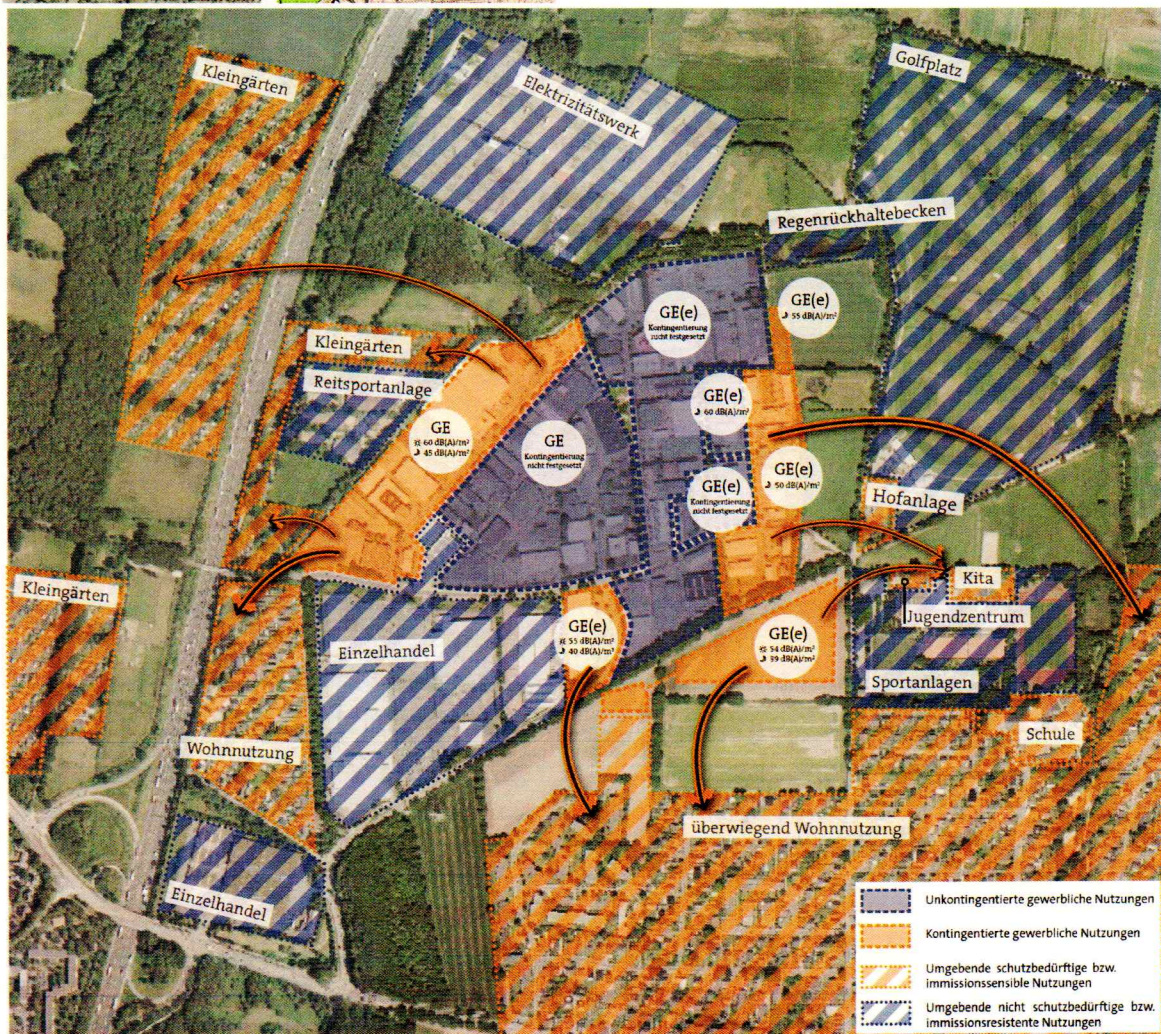 Kleingärten
Elektrizitätswerk
Golfplatz
Regenrückhaltebecken
GE(e)
Kontingentierung
nicht festgesetzt
GE(e)
☾ 55 dB(A)/m²
Kleingärten
Reitsportanlage
GE
☼ 60 dB(A)/m²
☾ 45 dB(A)/m²
GE
Kontingentierung
nicht festgesetzt
GE(e)
☾ 60 dB(A)/m²
GE(e)
Kontingentierung
nicht festgesetzt
GE(e)
☾ 50 dB(A)/m²
Hofanlage
Kleingärten
Kita
Jugendzentrum
Einzelhandel
GE(e)
☼ 55 dB(A)/m²
☾ 40 dB(A)/m²
GE(e)
☼ 54 dB(A)/m²
☾ 39 dB(A)/m²
Sportanlagen
Wohnnutzung
Schule
überwiegend Wohnnutzung
Einzelhandel
Unkontingentierte gewerbliche Nutzungen
Kontingentierte gewerbliche Nutzungen
Umgebende schutzbedürftige bzw.
immissionssensible Nutzungen
Umgebende nicht schutzbedürftige bzw.
immissionsresistente Nutzungen